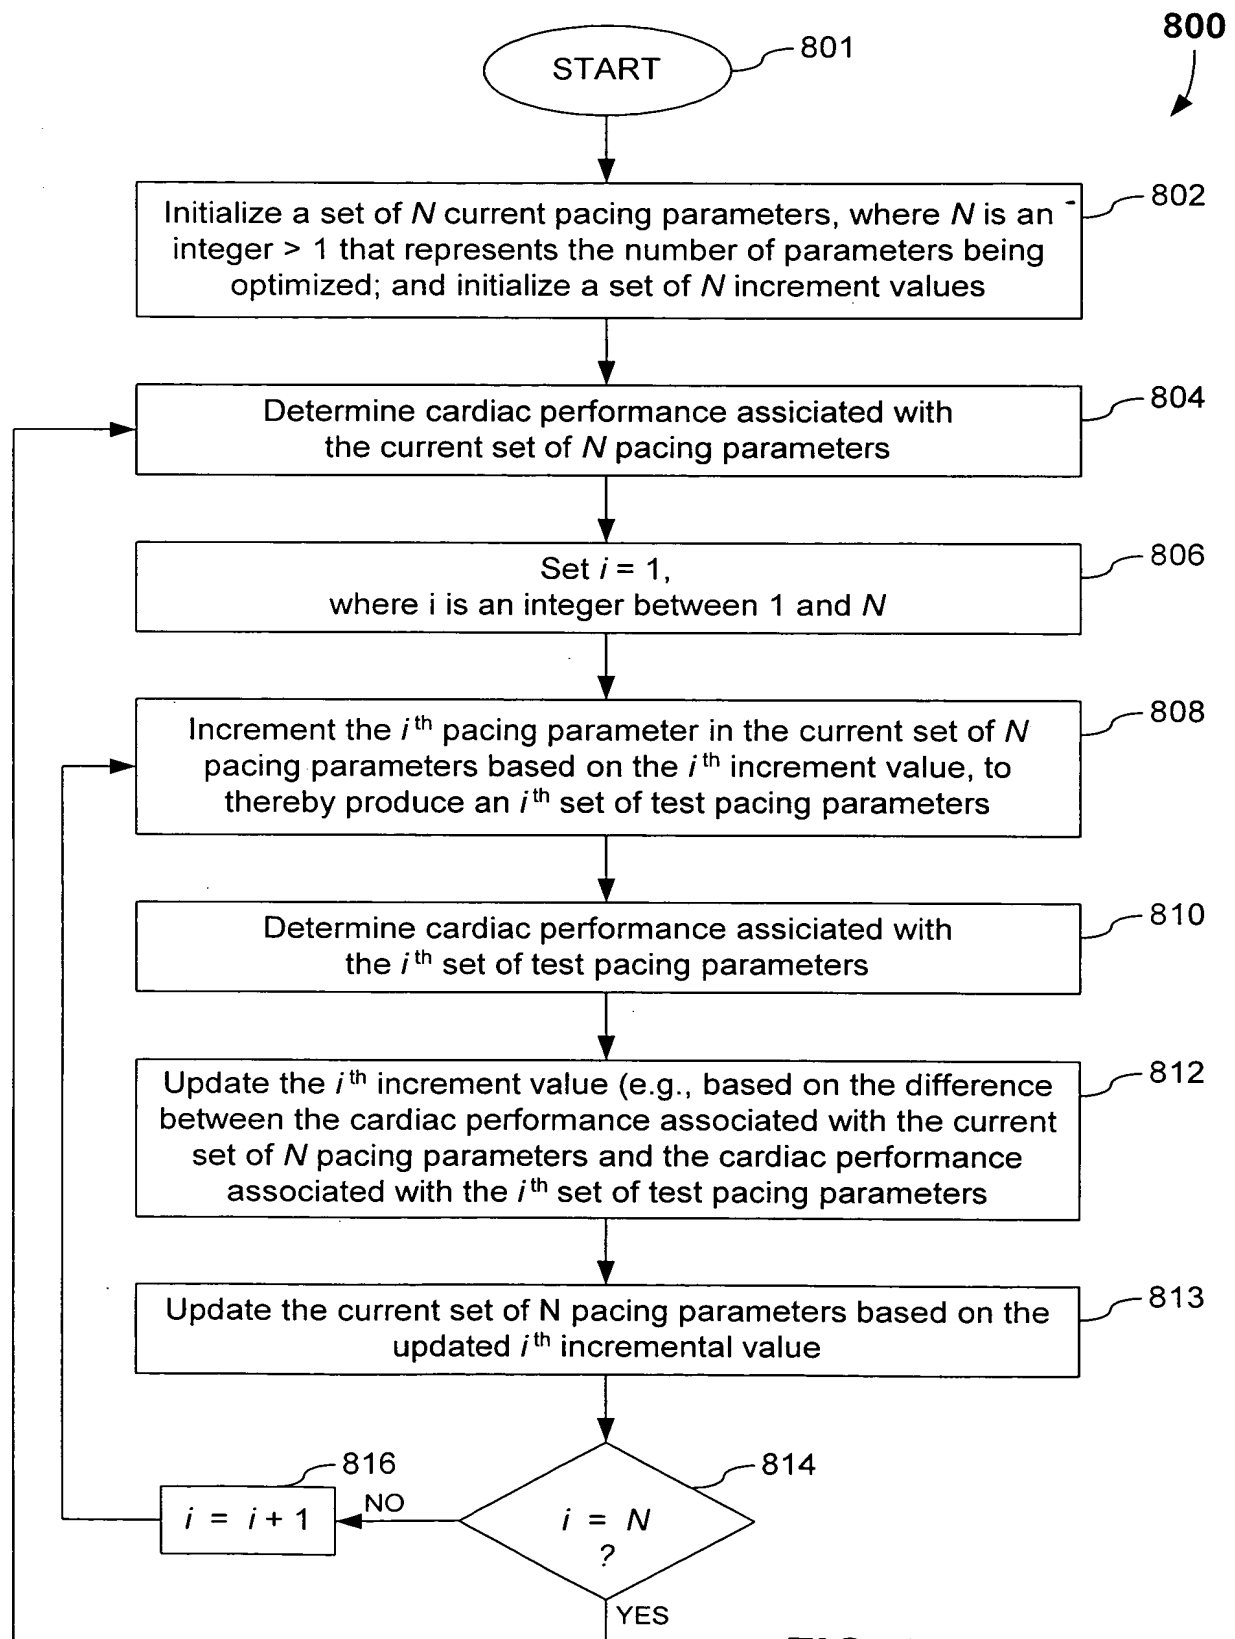 800
START
801
802
Initialize a set of N current pacing parameters, where N is an
integer > 1 that represents the number of parameters being
optimized; and initialize a set of N increment values
804
Determine cardiac performance assiciated with
the current set of N pacing parameters
806
Set i = 1,
where i is an integer between 1 and N
808
Increment the i th pacing parameter in the current set of N
pacing parameters based on the i th increment value, to
thereby produce an i th set of test pacing parameters
810
Determine cardiac performance assiciated with
the i th set of test pacing parameters
812
Update the i th increment value (e.g., based on the difference
between the cardiac performance associated with the current
set of N pacing parameters and the cardiac performance
associated with the i th set of test pacing parameters
813
Update the current set of N pacing parameters based on the
updated i th incremental value
816
814
i = i + 1
NO
i = N
?
YES